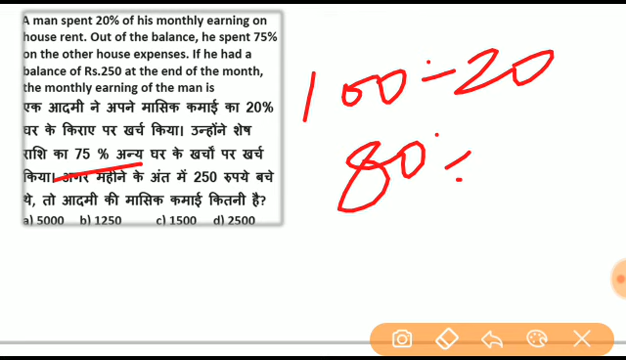 A man spent 20% of his monthly earning on
house rent. Out of the balance, he spent 75%
on the other house expenses. If he had a
balance of Rs.250 at the end of the month,
the monthly earning of the man is
एक आदमी ने अपने मासिक कमाई का 20%
घर के किराए पर खर्च किया। उन्होंने शेष
राशि का 75 % अन्य घर के खर्चों पर खर्च
किया। अगर महीने के अंत में 250 रुपये बचे
थे, तो आदमी की मासिक कमाई कितनी है?
a) 5000 b) 1250 c) 1500 d) 2500
100÷20
80÷